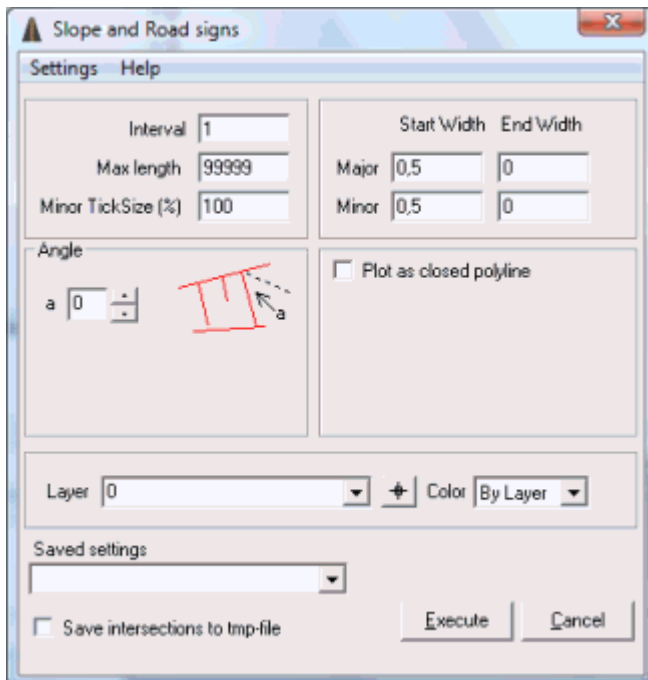 Slope and Road signs
Settings Help
Interval 1
Max length 99999
Minor TickSize (%) 100
Start Width End Width
Major 0,5 0
Minor 0,5 0
Angle
a 0
a
Plot as closed polyline
Layer 0 Color By Layer
Saved settings
Save intersections to tmp-file
Execute Cancel